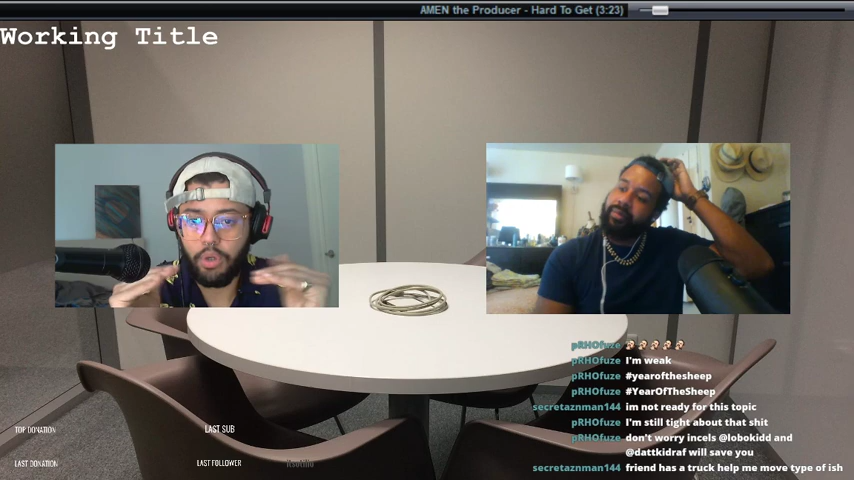 AMEN the Producer - Hard To Get (3:23)
Working Title
pRHOfuze
pRHOfuze I'm weak
pRHOfuze #yearofthesheep
pRHOfuze #YearOfTheSheep
secretaznman144 im not ready for this topic
pRHOfuze I'm still tight about that shit
pRHOfuze don't worry incels @lobokidd and
@dattkidraf will save you
secretaznman144 friend has a truck help me move type of ish
TOP DONATION
LAST SUB
LAST DONATION
LAST FOLLOWER